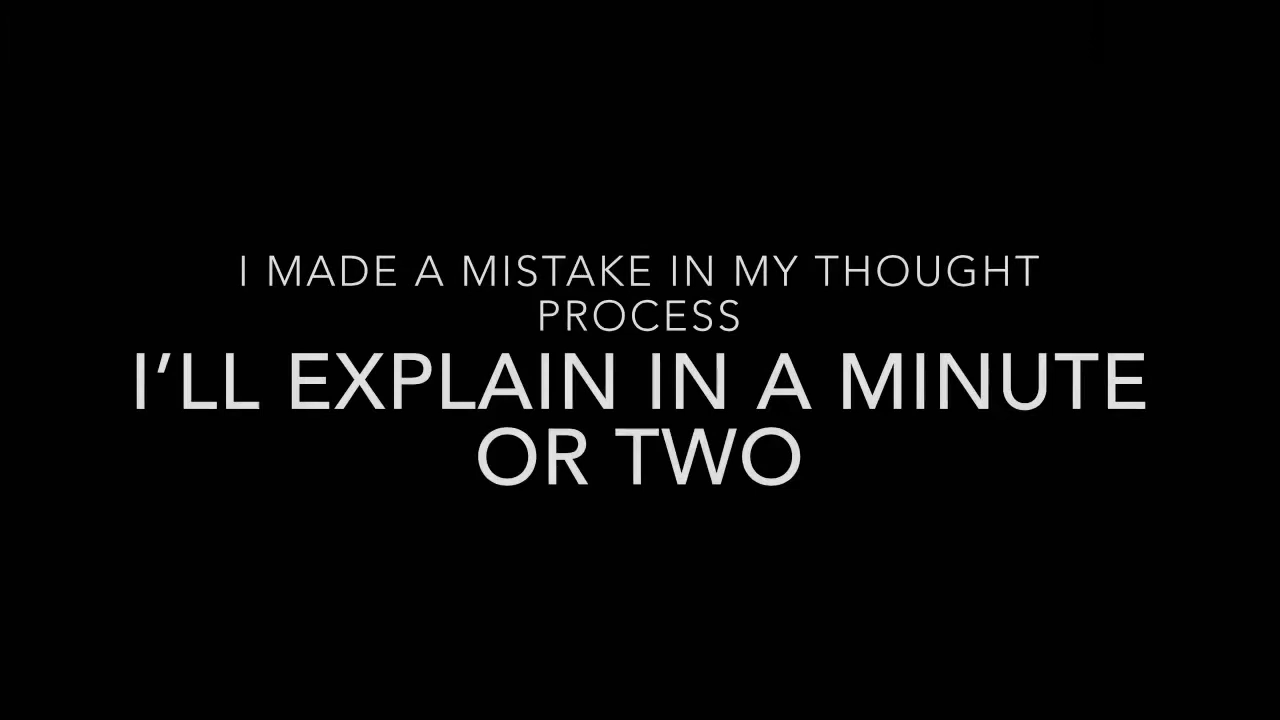 I MADE A MISTAKE IN MY THOUGHT
PROCESS
I’LL EXPLAIN IN A MINUTE
OR TWO